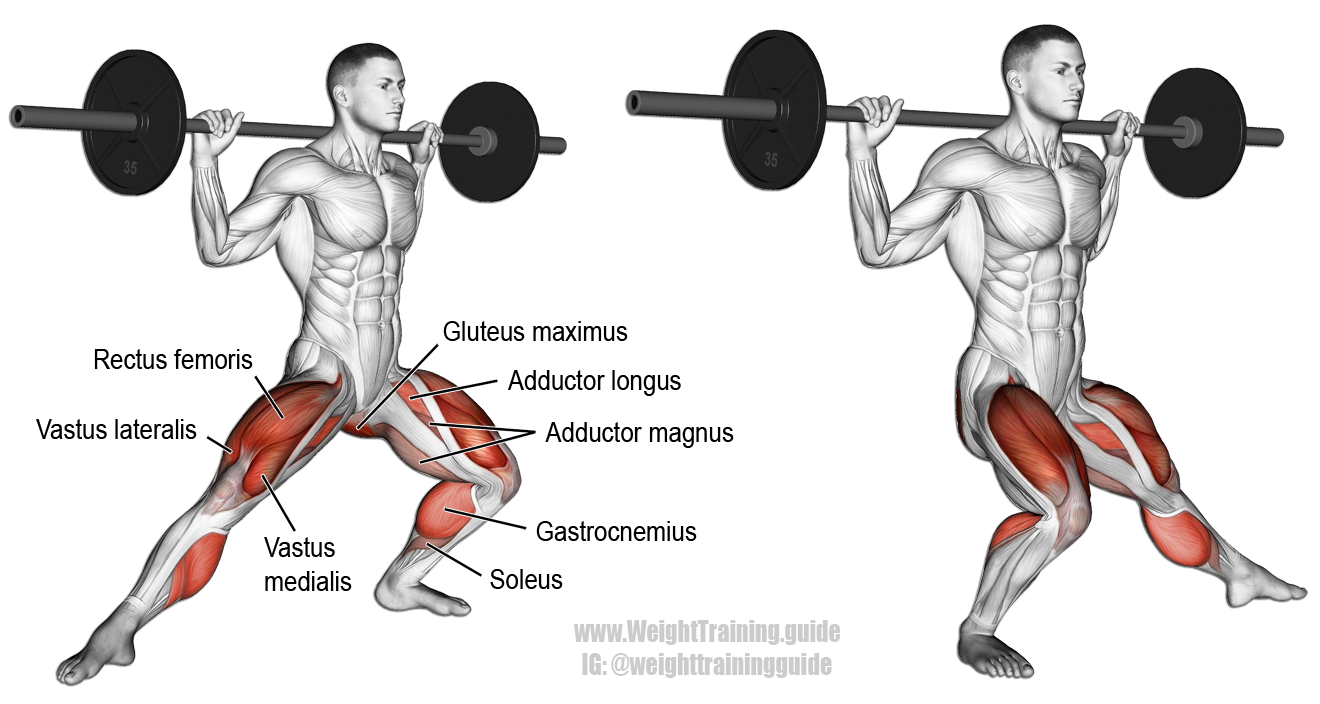 35
35
Gluteus maximus
Rectus femoris
Adductor longus
Vastus lateralis
Adductor magnus
Gastrocnemius
Vastus
medialis
Soleus
www.WeightTraining.guide
IG: @weighttrainingguide